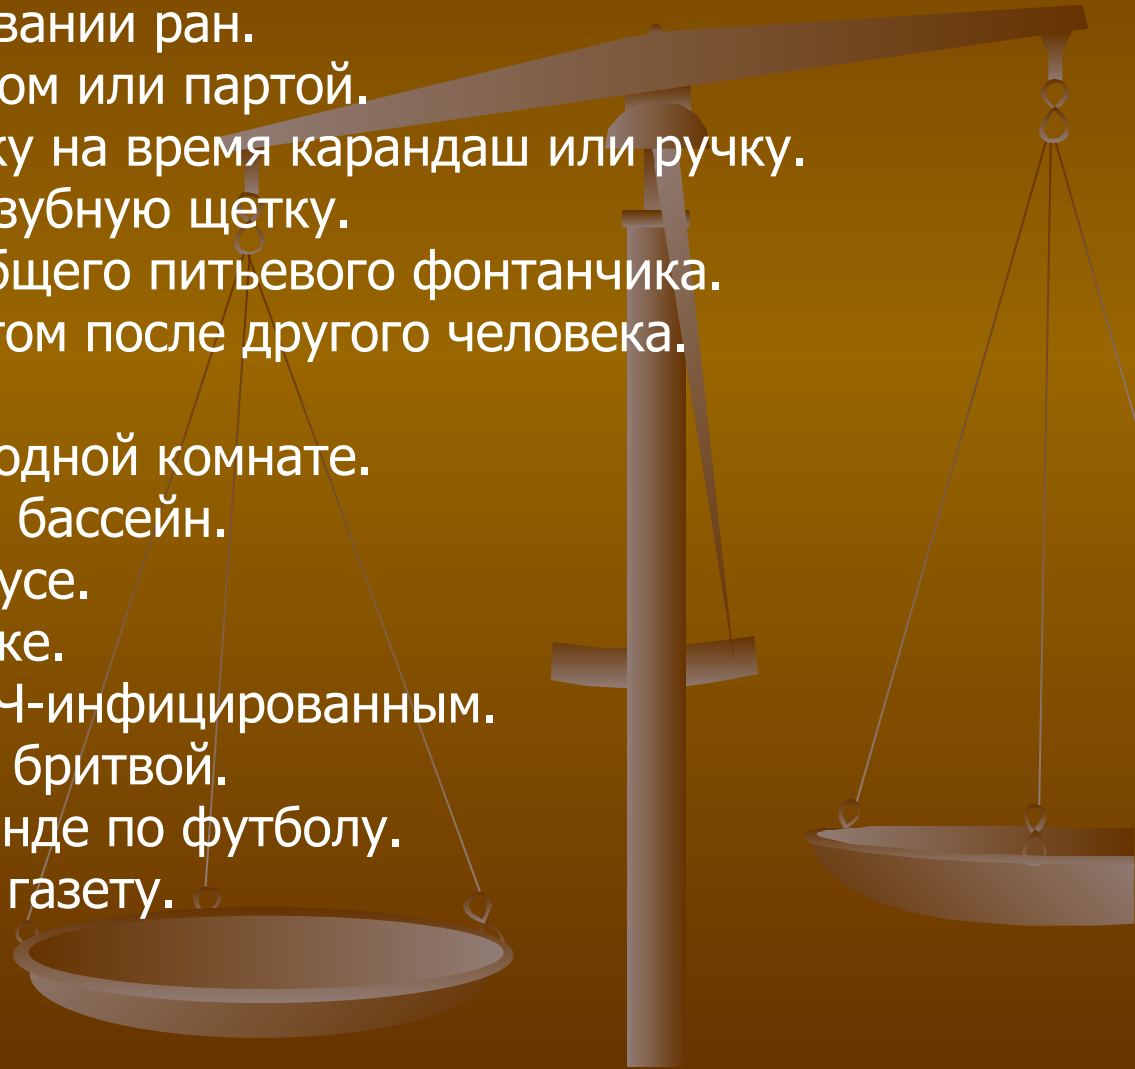 вании ран.
ом или партой.
ку на время карандаш или ручку.
зубную щетку.
бщего питьевого фонтанчика.
том после другого человека.
одной комнате.
бассейн.
усе.
ке.
Ч-инфицированным.
бритвой.
нде по футболу.
газету.